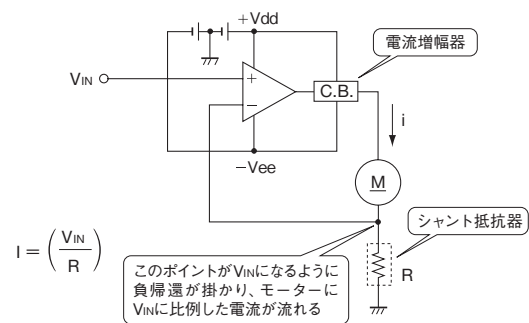 +Vdd
電流増幅器
VIN
+
−
C.B.
i
−Vee
M
シャント抵抗器
I = (VIN/R)
このポイントがVINになるように
負帰還が掛かり、モーターに
VINに比例した電流が流れる
R